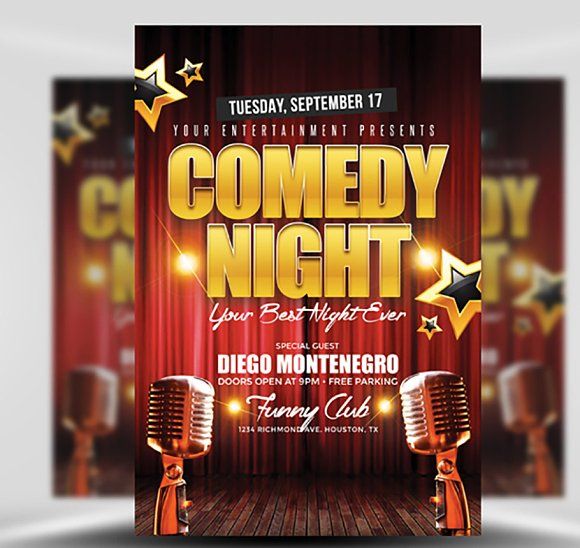 TUESDAY, SEPTEMBER 17
YOUR ENTERTAINMENT PRESENTS
COMEDY
NIGHT
Your Best Night Ever
SPECIAL GUEST
DIEGO MONTENEGRO
DOORS OPEN AT 9PM • FREE PARKING
Funny Club
1234 RICHMOND AVE. HOUSTON, TX